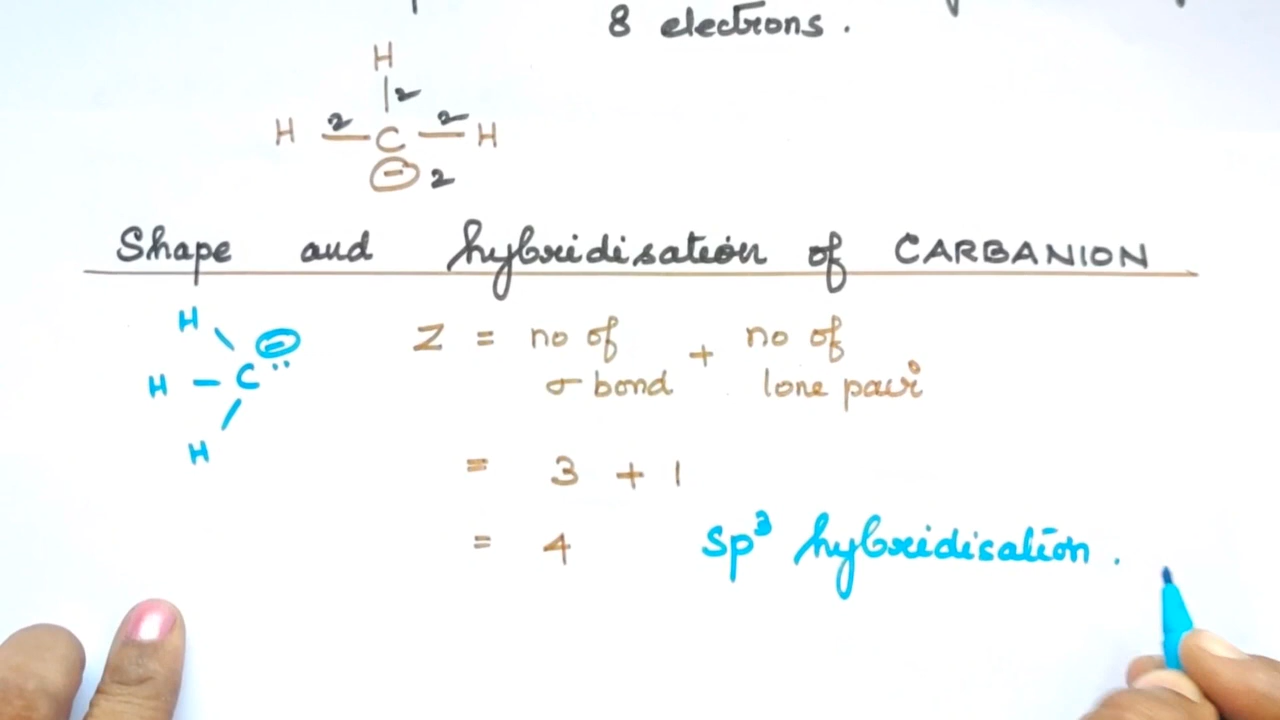 8 electrons.
H
2
H 2 C 2 H
⊖ 2
Shape and hybridisation of CARBANION
H
⊖
H - C ··
H
Z = no of σ bond + no of lone pair
= 3 + 1
= 4 sp³ hybridisation.